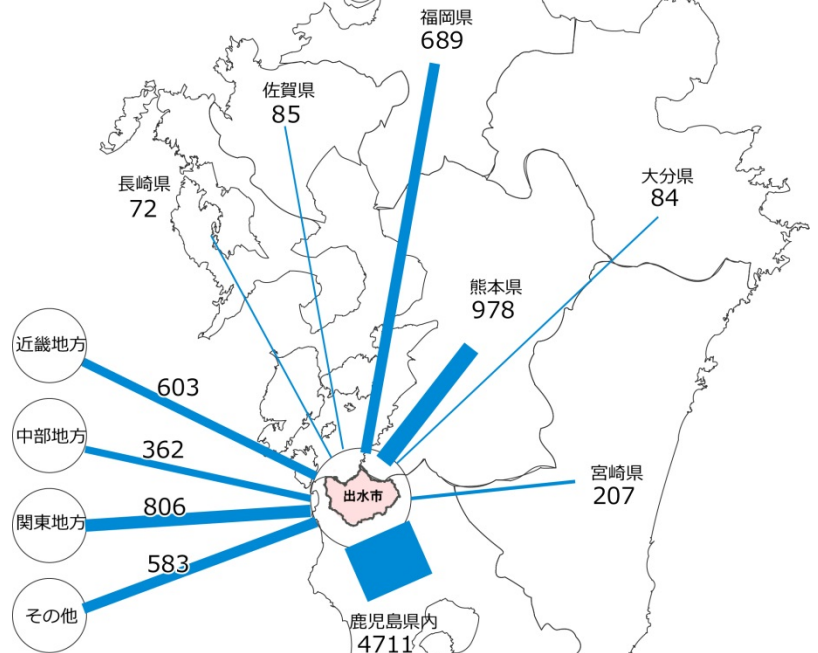 福岡県
689
佐賀県
85
長崎県
72
大分県
84
熊本県
978
近畿地方
603
中部地方
362
関東地方
806
その他
583
出水市
宮崎県
207
鹿児島県内
4711